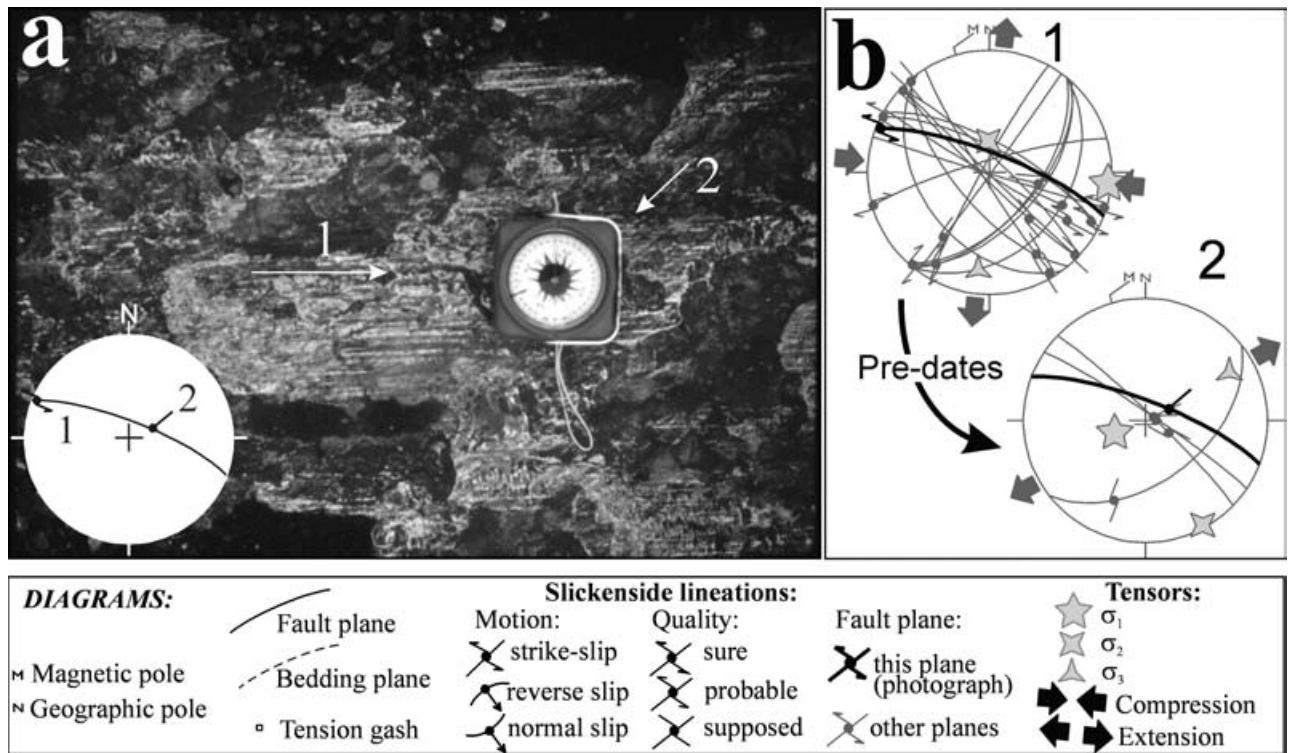 a
1
2
N
1
2
b
M N
1
Pre-dates
M N
2
DIAGRAMS:
Fault plane
Bedding plane
Tension gash
M Magnetic pole
N Geographic pole
Slickenside lineations:
Motion:
strike-slip
reverse slip
normal slip
Quality:
sure
probable
supposed
Fault plane:
this plane
(photograph)
other planes
Tensors:
σ₁
σ₂
σ₃
Compression
Extension